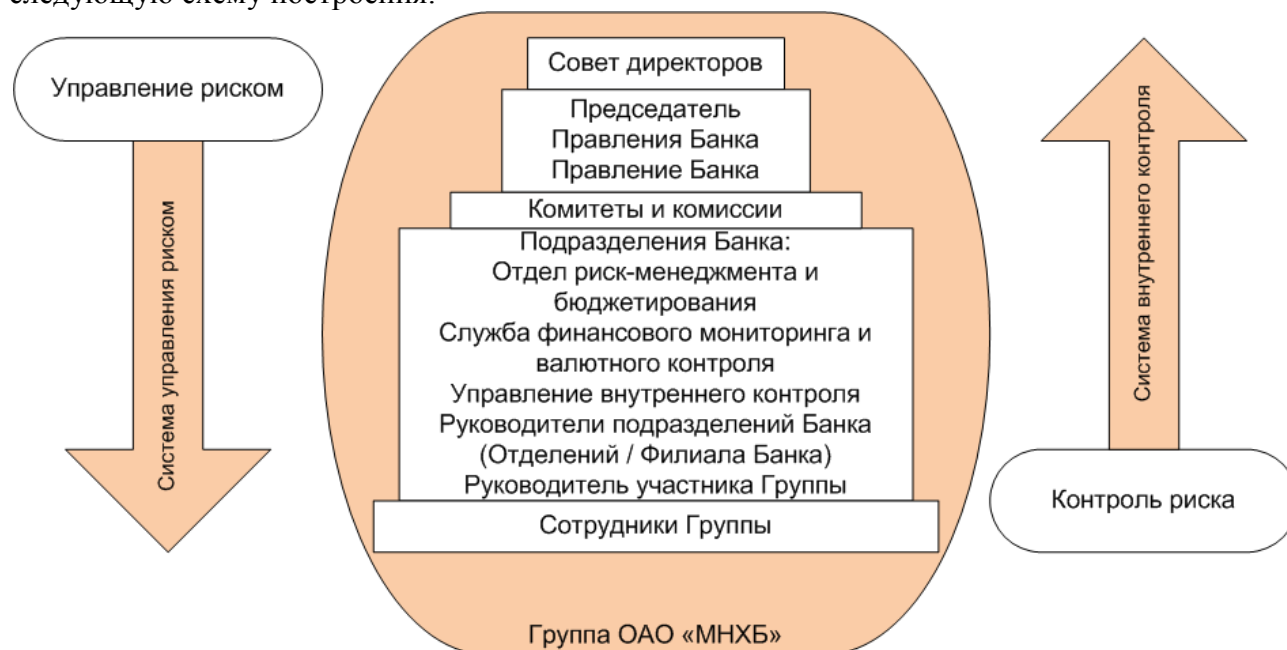 следующую схему построения:
Управление риском
Система управления риском
Совет директоров
Председатель
Правления Банка
Правление Банка
Комитеты и комиссии
Подразделения Банка:
Отдел риск-менеджмента и
бюджетирования
Служба финансового мониторинга и
валютного контроля
Управление внутреннего контроля
Руководители подразделений Банка
(Отделений / Филиала Банка)
Руководитель участника Группы
Сотрудники Группы
Группа ОАО «МНХБ»
Система внутреннего контроля
Контроль риска